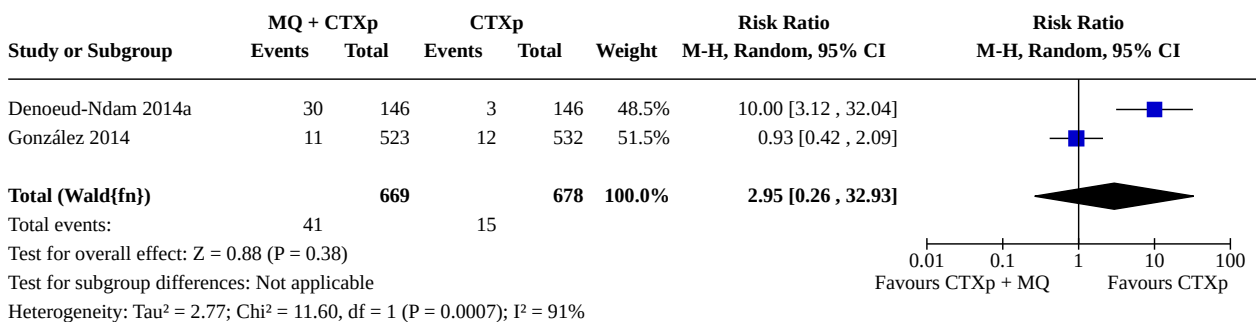 MQ + CTXp CTXp Risk Ratio Risk Ratio
Study or Subgroup Events Total Events Total Weight M-H, Random, 95% CI M-H, Random, 95% CI
Denoeud-Ndam 2014a 30 146 3 146 48.5% 10.00 [3.12 , 32.04]
González 2014 11 523 12 532 51.5% 0.93 [0.42 , 2.09]
Total (Wald{fn}) 669 678 100.0% 2.95 [0.26 , 32.93]
Total events: 41 15
Test for overall effect: Z = 0.88 (P = 0.38)
0.01 0.1 1 10 100
Test for subgroup differences: Not applicable Favours CTXp + MQ Favours CTXp
Heterogeneity: Tau² = 2.77; Chi² = 11.60, df = 1 (P = 0.0007); I² = 91%